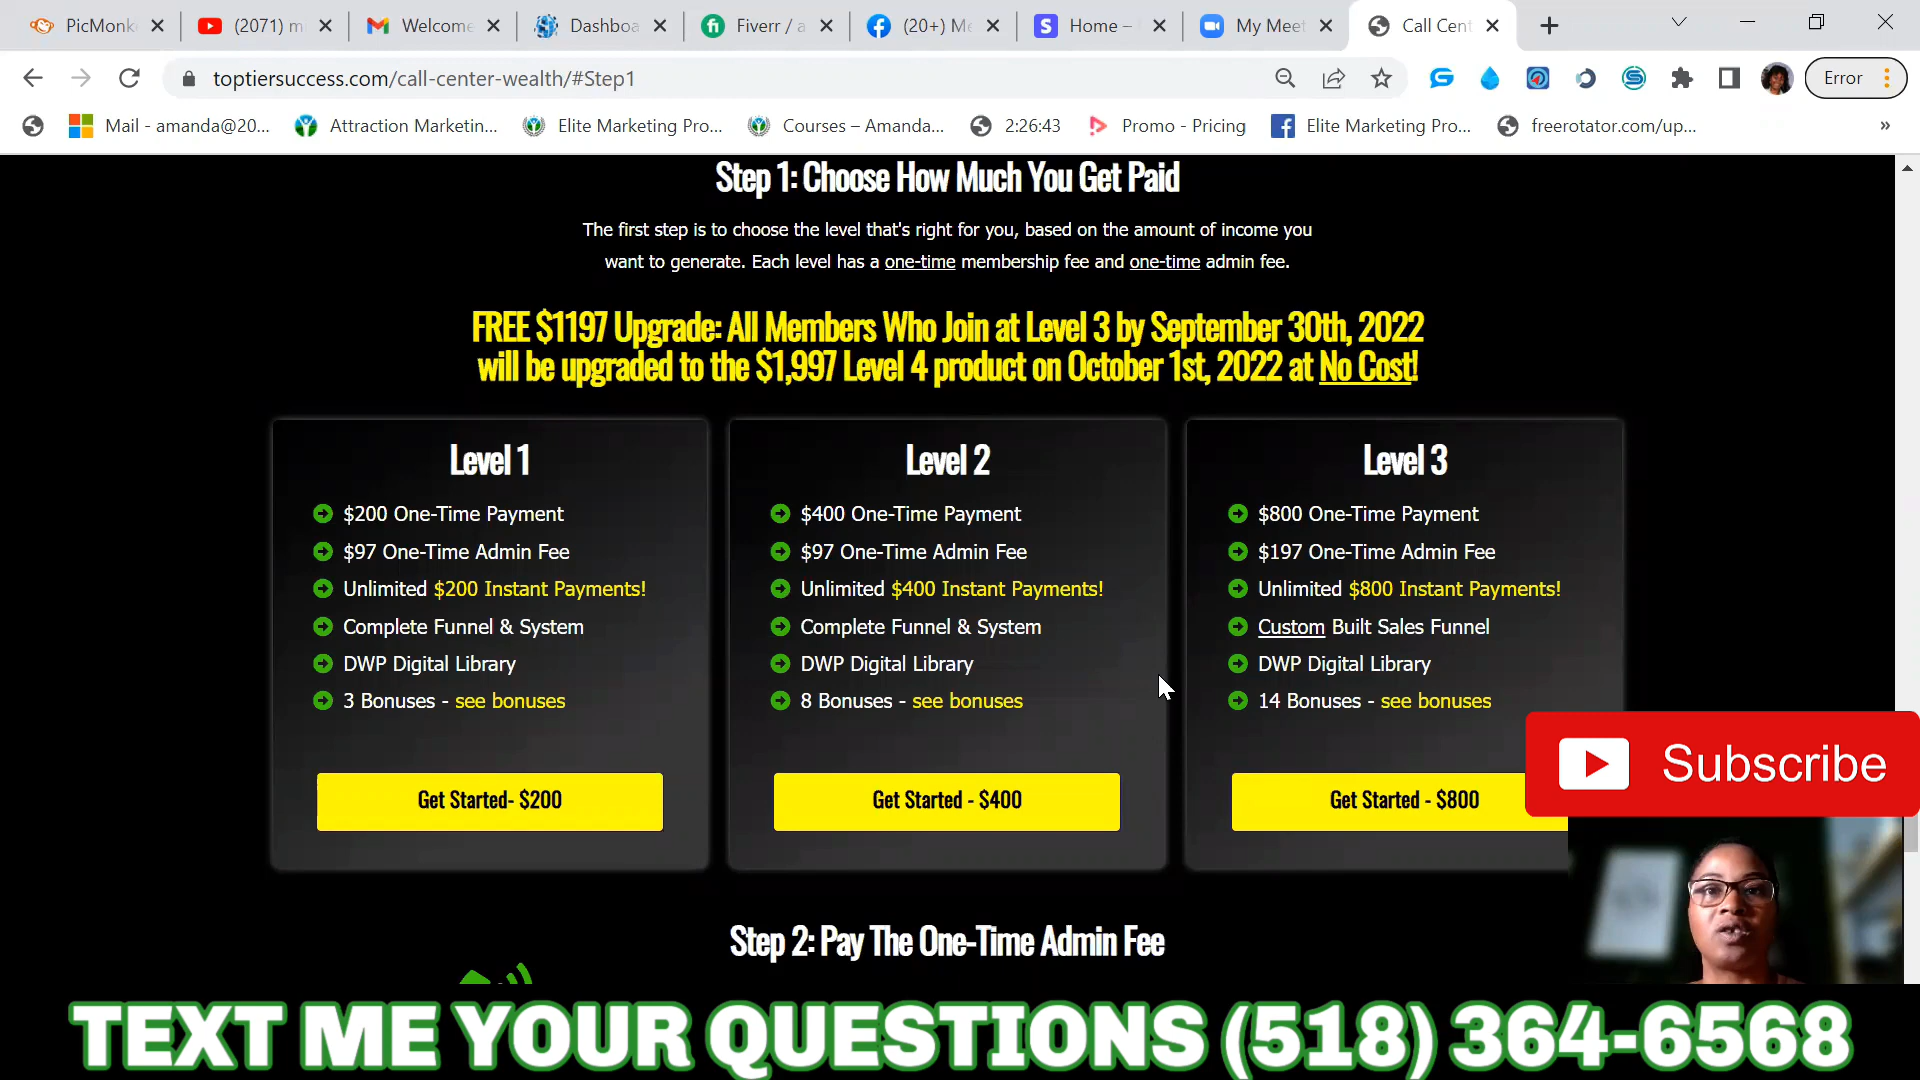 PicMonk
(2071) m
Welcome
Dashboa
Fiverr / a
(20+) Me
Home –
My Meet
Call Cent
toptiersuccess.com/call-center-wealth/#Step1
Error
Mail - amanda@20...
Attraction Marketin...
Elite Marketing Pro...
Courses – Amanda...
2:26:43
Promo - Pricing
Elite Marketing Pro...
freerotator.com/up...
»
Step 1: Choose How Much You Get Paid
The first step is to choose the level that's right for you, based on the amount of income you
want to generate. Each level has a one-time membership fee and one-time admin fee.
FREE $1197 Upgrade: All Members Who Join at Level 3 by September 30th, 2022
will be upgraded to the $1,997 Level 4 product on October 1st, 2022 at No Cost!
Level 1
$200 One-Time Payment
$97 One-Time Admin Fee
Unlimited $200 Instant Payments!
Complete Funnel & System
DWP Digital Library
3 Bonuses - see bonuses
Get Started- $200
Level 2
$400 One-Time Payment
$97 One-Time Admin Fee
Unlimited $400 Instant Payments!
Complete Funnel & System
DWP Digital Library
8 Bonuses - see bonuses
Get Started - $400
Level 3
$800 One-Time Payment
$197 One-Time Admin Fee
Unlimited $800 Instant Payments!
Custom Built Sales Funnel
DWP Digital Library
14 Bonuses - see bonuses
Get Started - $800
Subscribe
Step 2: Pay The One-Time Admin Fee
TEXT ME YOUR QUESTIONS (518) 364-6568